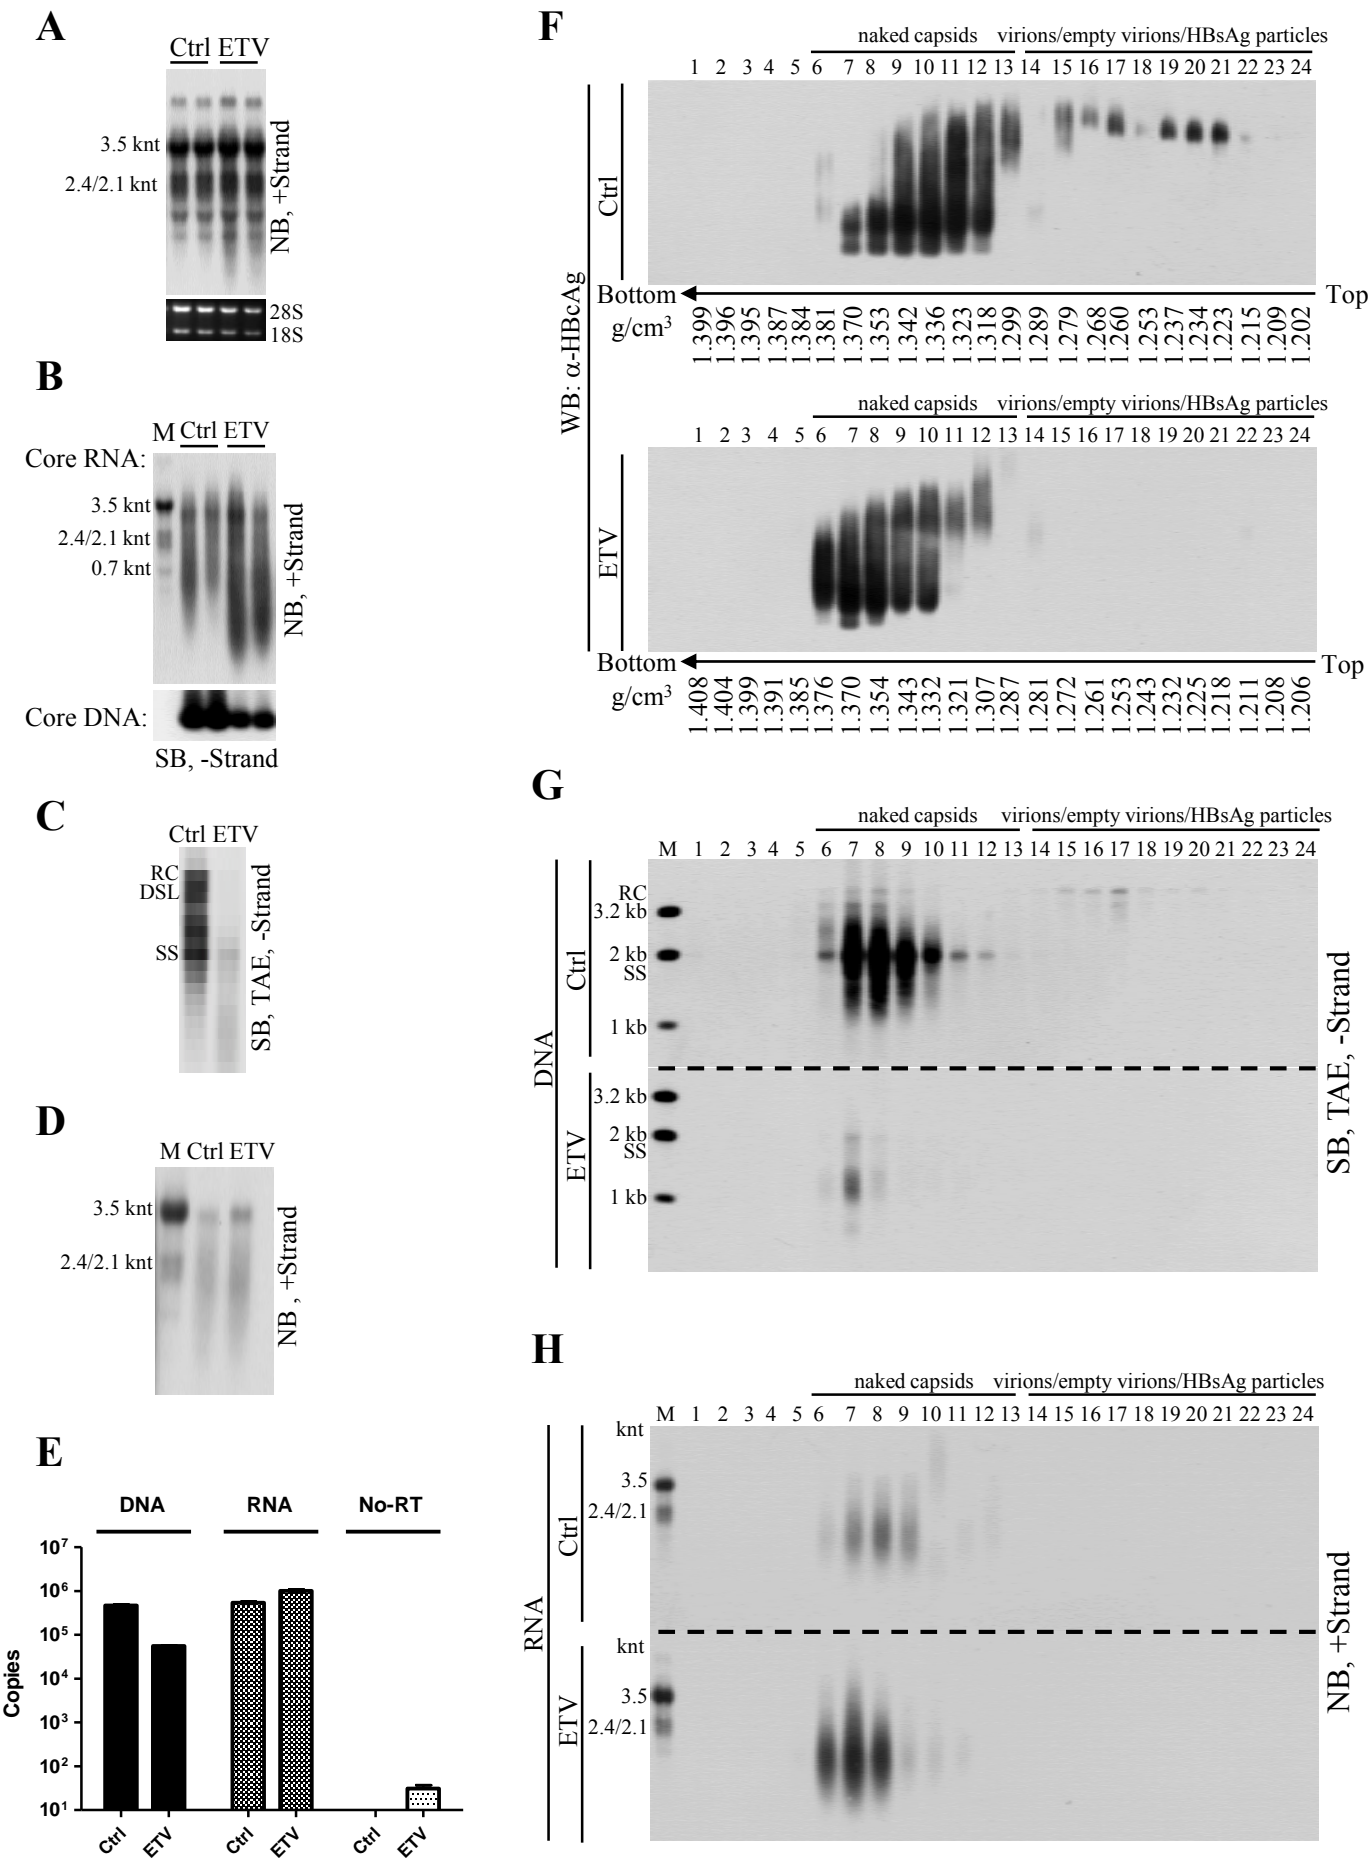 A
Ctrl ETV
3.5 knt
2.4/2.1 knt
NB, +Strand
28S
18S
B
M Ctrl ETV
Core RNA:
3.5 knt
2.4/2.1 knt
0.7 knt
NB, +Strand
Core DNA:
SB, -Strand
C
Ctrl ETV
RC
DSL
SS
SB, TAE, -Strand
D
M Ctrl ETV
3.5 knt
2.4/2.1 knt
NB , +Strand
E
DNA RNA No-RT
Copies
10^7
10^6
10^5
10^4
10^3
10^2
10^1
Ctrl ETV Ctrl ETV Ctrl ETV
F
naked capsids virions/empty virions/HBsAg particles
1 2 3 4 5 6 7 8 9 10 11 12 13 14 15 16 17 18 19 20 21 22 23 24
WB: α-HBcAg
Ctrl
Bottom Top
g/cm³
1.399 1.396 1.395 1.387 1.384 1.381 1.370 1.353 1.342 1.336 1.323 1.318 1.299 1.289 1.279 1.268 1.260 1.253 1.237 1.234 1.223 1.215 1.209 1.202
naked capsids virions/empty virions/HBsAg particles
1 2 3 4 5 6 7 8 9 10 11 12 13 14 15 16 17 18 19 20 21 22 23 24
ETV
Bottom Top
g/cm³
1.408 1.404 1.399 1.391 1.385 1.376 1.370 1.354 1.343 1.332 1.321 1.307 1.287 1.281 1.272 1.261 1.253 1.243 1.232 1.225 1.218 1.211 1.208 1.206
G
naked capsids virions/empty virions/HBsAg particles
M 1 2 3 4 5 6 7 8 9 10 11 12 13 14 15 16 17 18 19 20 21 22 23 24
DNA
Ctrl
RC
3.2 kb
2 kb
SS
1 kb
ETV
3.2 kb
2 kb
SS
1 kb
SB, TAE, -Strand
H
naked capsids virions/empty virions/HBsAg particles
M 1 2 3 4 5 6 7 8 9 10 11 12 13 14 15 16 17 18 19 20 21 22 23 24
RNA
Ctrl
knt
3.5
2.4/2.1
ETV
knt
3.5
2.4/2.1
NB, +Strand